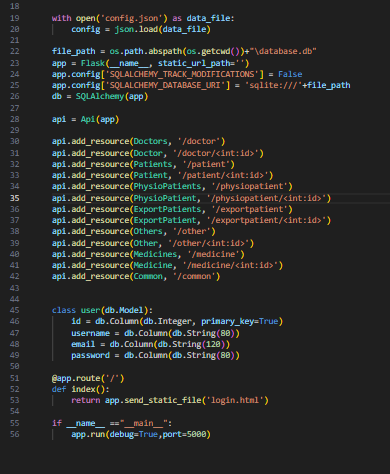 18
19 with open('config.json') as data_file:
20     config = json.load(data_file)
21
22 file_path = os.path.abspath(os.getcwd())+"\database.db"
23 app = Flask(__name__, static_url_path='')
24 app.config['SQLALCHEMY_TRACK_MODIFICATIONS'] = False
25 app.config['SQLALCHEMY_DATABASE_URI'] = 'sqlite:///'+file_path
26 db = SQLAlchemy(app)
27
28 api = Api(app)
29
30 api.add_resource(Doctors, '/doctor')
31 api.add_resource(Doctor, '/doctor/<int:id>')
32 api.add_resource(Patients, '/patient')
33 api.add_resource(Patient, '/patient/<int:id>')
34 api.add_resource(PhysioPatients, '/physiopatient')
35 api.add_resource(PhysioPatient, '/physiopatient/<int:id>')
36 api.add_resource(ExportPatients, '/exportpatient')
37 api.add_resource(ExportPatient, '/exportpatient/<int:id>')
38 api.add_resource(Others, '/other')
39 api.add_resource(Other, '/other/<int:id>')
40 api.add_resource(Medicines, '/medicine')
41 api.add_resource(Medicine, '/medicine/<int:id>')
42 api.add_resource(Common, '/common')
43
44
45 class user(db.Model):
46     id = db.Column(db.Integer, primary_key=True)
47     username = db.Column(db.String(80))
48     email = db.Column(db.String(120))
49     password = db.Column(db.String(80))
50
51 @app.route('/')
52 def index():
53     return app.send_static_file('login.html')
54
55 if __name__ =="__main__":
56     app.run(debug=True,port=5000)